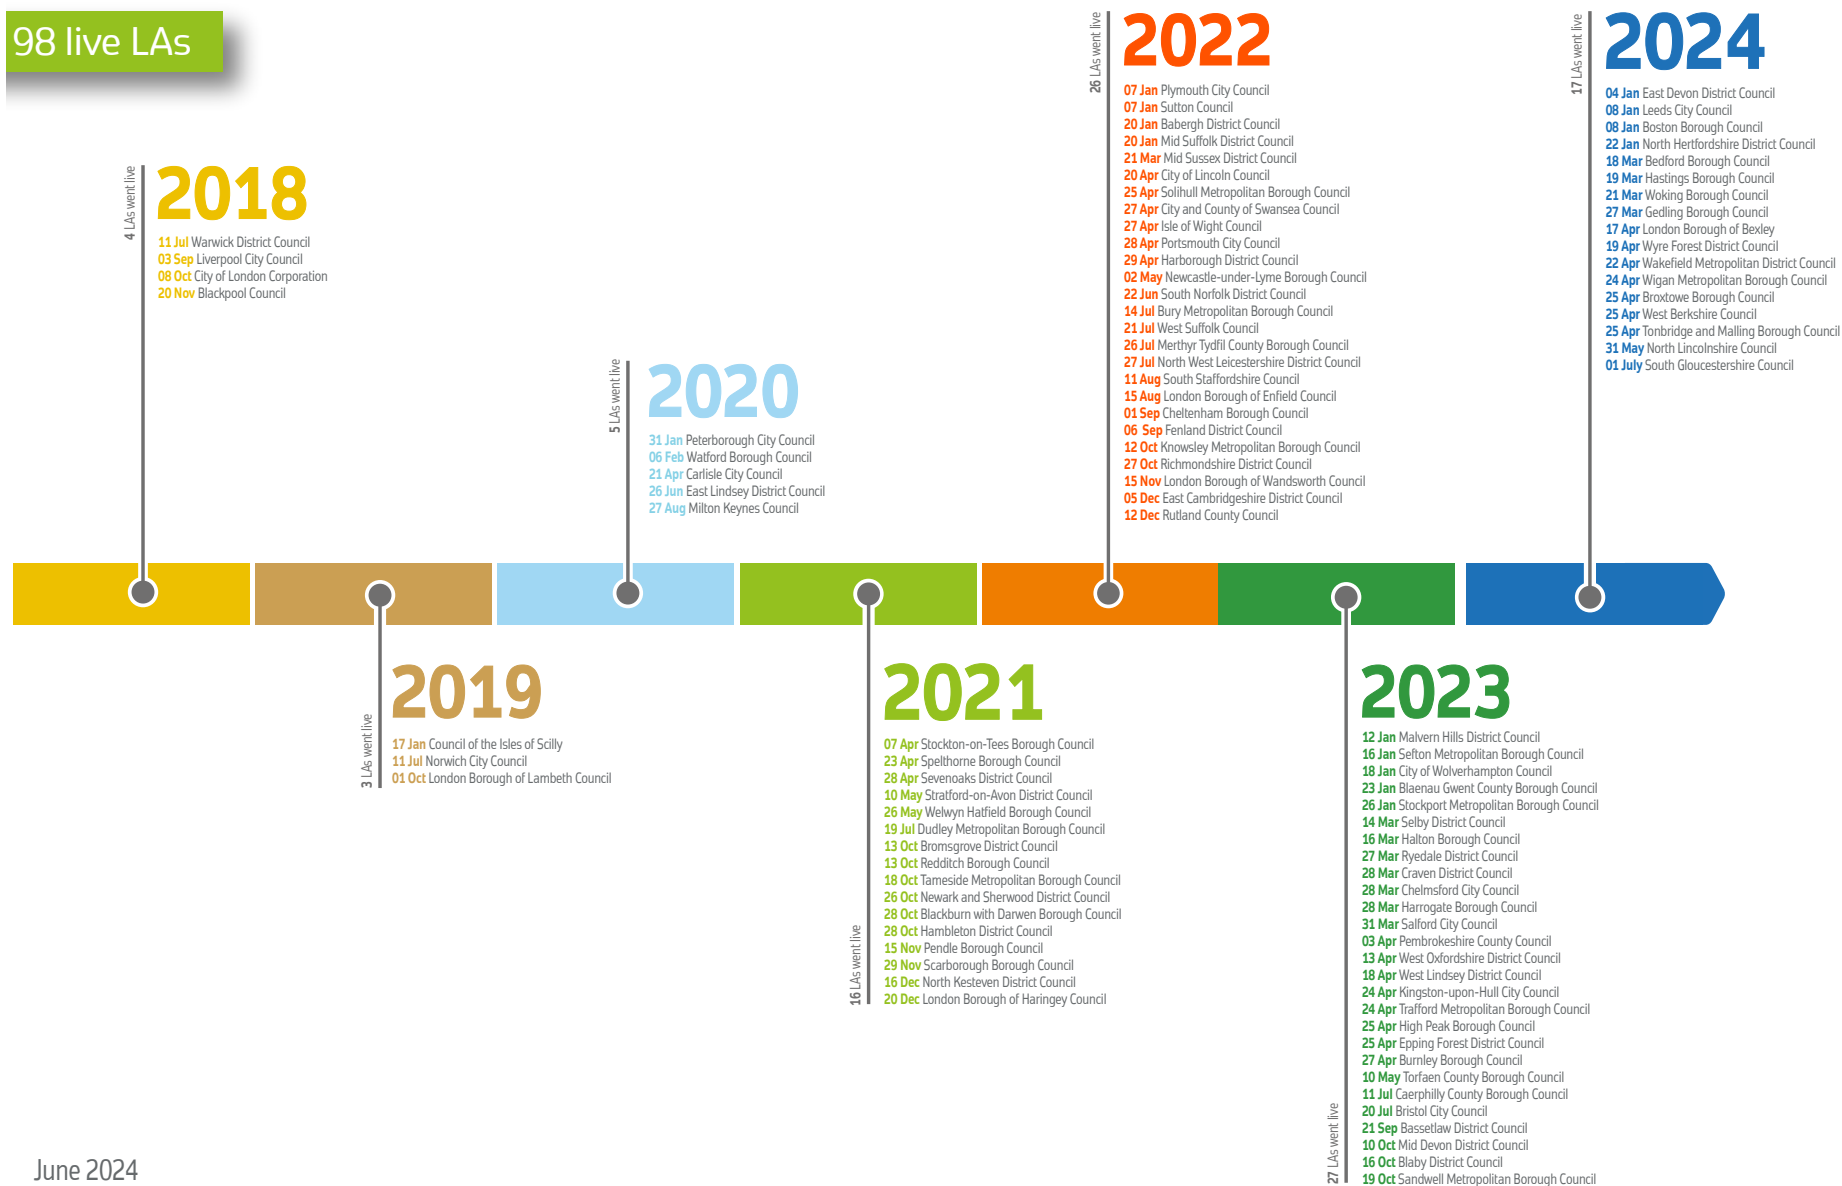 98 live LAs
4 LAs went live
2018
11 Jul Warwick District Council
03 Sep Liverpool City Council
08 Oct City of London Corporation
20 Nov Blackpool Council
5 LAs went live
2020
31 Jan Peterborough City Council
06 Feb Watford Borough Council
21 Apr Carlisle City Council
26 Jun East Lindsey District Council
27 Aug Milton Keynes Council
26 LAs went live
2022
07 Jan Plymouth City Council
07 Jan Sutton Council
20 Jan Babergh District Council
20 Jan Mid Suffolk District Council
21 Mar Mid Sussex District Council
20 Apr City of Lincoln Council
25 Apr Solihull Metropolitan Borough Council
27 Apr City and County of Swansea Council
27 Apr Isle of Wight Council
28 Apr Portsmouth City Council
29 Apr Harborough District Council
02 May Newcastle-under-Lyme Borough Council
22 Jun South Norfolk District Council
14 Jul Bury Metropolitan Borough Council
21 Jul West Suffolk Council
26 Jul Merthyr Tydfil County Borough Council
27 Jul North West Leicestershire District Council
11 Aug South Staffordshire Council
15 Aug London Borough of Enfield Council
01 Sep Cheltenham Borough Council
06 Sep Fenland District Council
12 Oct Knowsley Metropolitan Borough Council
27 Oct Richmondshire District Council
15 Nov London Borough of Wandsworth Council
05 Dec East Cambridgeshire District Council
12 Dec Rutland County Council
17 LAs went live
2024
04 Jan East Devon District Council
08 Jan Leeds City Council
08 Jan Boston Borough Council
22 Jan North Hertfordshire District Council
18 Mar Bedford Borough Council
19 Mar Hastings Borough Council
21 Mar Woking Borough Council
27 Mar Gedling Borough Council
17 Apr London Borough of Bexley
19 Apr Wyre Forest District Council
22 Apr Wakefield Metropolitan District Council
24 Apr Wigan Metropolitan Borough Council
25 Apr Broxtowe Borough Council
25 Apr West Berkshire Council
25 Apr Tonbridge and Malling Borough Council
31 May North Lincolnshire Council
01 July South Gloucestershire Council
3 LAs went live
2019
17 Jan Council of the Isles of Scilly
11 Jul Norwich City Council
01 Oct London Borough of Lambeth Council
16 LAs went live
2021
07 Apr Stockton-on-Tees Borough Council
23 Apr Spelthorne Borough Council
28 Apr Sevenoaks District Council
10 May Stratford-on-Avon District Council
26 May Welwyn Hatfield Borough Council
19 Jul Dudley Metropolitan Borough Council
13 Oct Bromsgrove District Council
13 Oct Redditch Borough Council
18 Oct Tameside Metropolitan Borough Council
26 Oct Newark and Sherwood District Council
28 Oct Blackburn with Darwen Borough Council
28 Oct Hambleton District Council
15 Nov Pendle Borough Council
29 Nov Scarborough Borough Council
16 Dec North Kesteven District Council
20 Dec London Borough of Haringey Council
27 LAs went live
2023
12 Jan Malvern Hills District Council
16 Jan Sefton Metropolitan Borough Council
18 Jan City of Wolverhampton Council
23 Jan Blaenau Gwent County Borough Council
26 Jan Stockport Metropolitan Borough Council
14 Mar Selby District Council
16 Mar Halton Borough Council
27 Mar Ryedale District Council
28 Mar Craven District Council
28 Mar Chelmsford City Council
28 Mar Harrogate Borough Council
31 Mar Salford City Council
03 Apr Pembrokeshire County Council
13 Apr West Oxfordshire District Council
18 Apr West Lindsey District Council
24 Apr Kingston-upon-Hull City Council
24 Apr Trafford Metropolitan Borough Council
25 Apr High Peak Borough Council
25 Apr Epping Forest District Council
27 Apr Burnley Borough Council
10 May Torfaen County Borough Council
11 Jul Caerphilly County Borough Council
20 Jul Bristol City Council
21 Sep Bassetlaw District Council
10 Oct Mid Devon District Council
16 Oct Blaby District Council
19 Oct Sandwell Metropolitan Borough Council
June 2024